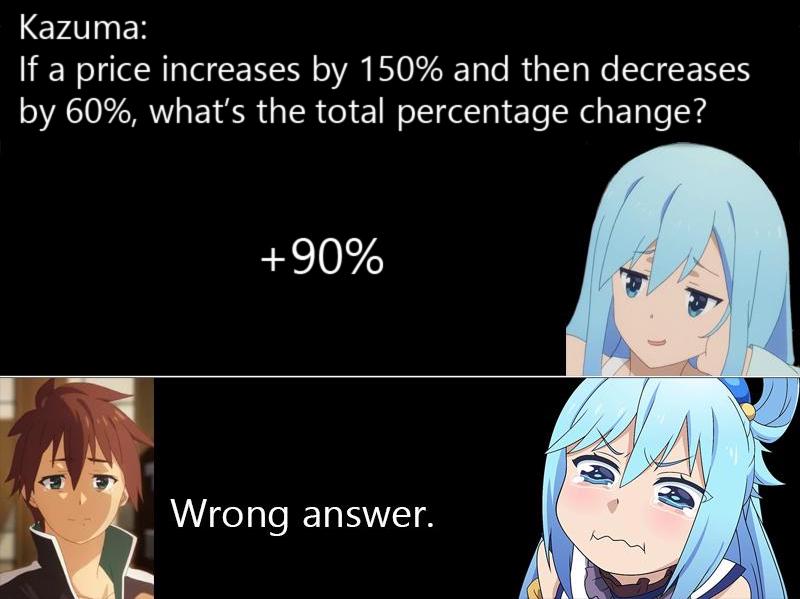 Kazuma:
If a price increases by 150% and then decreases
by 60%, what's the total percentage change?
+90%
Wrong answer.